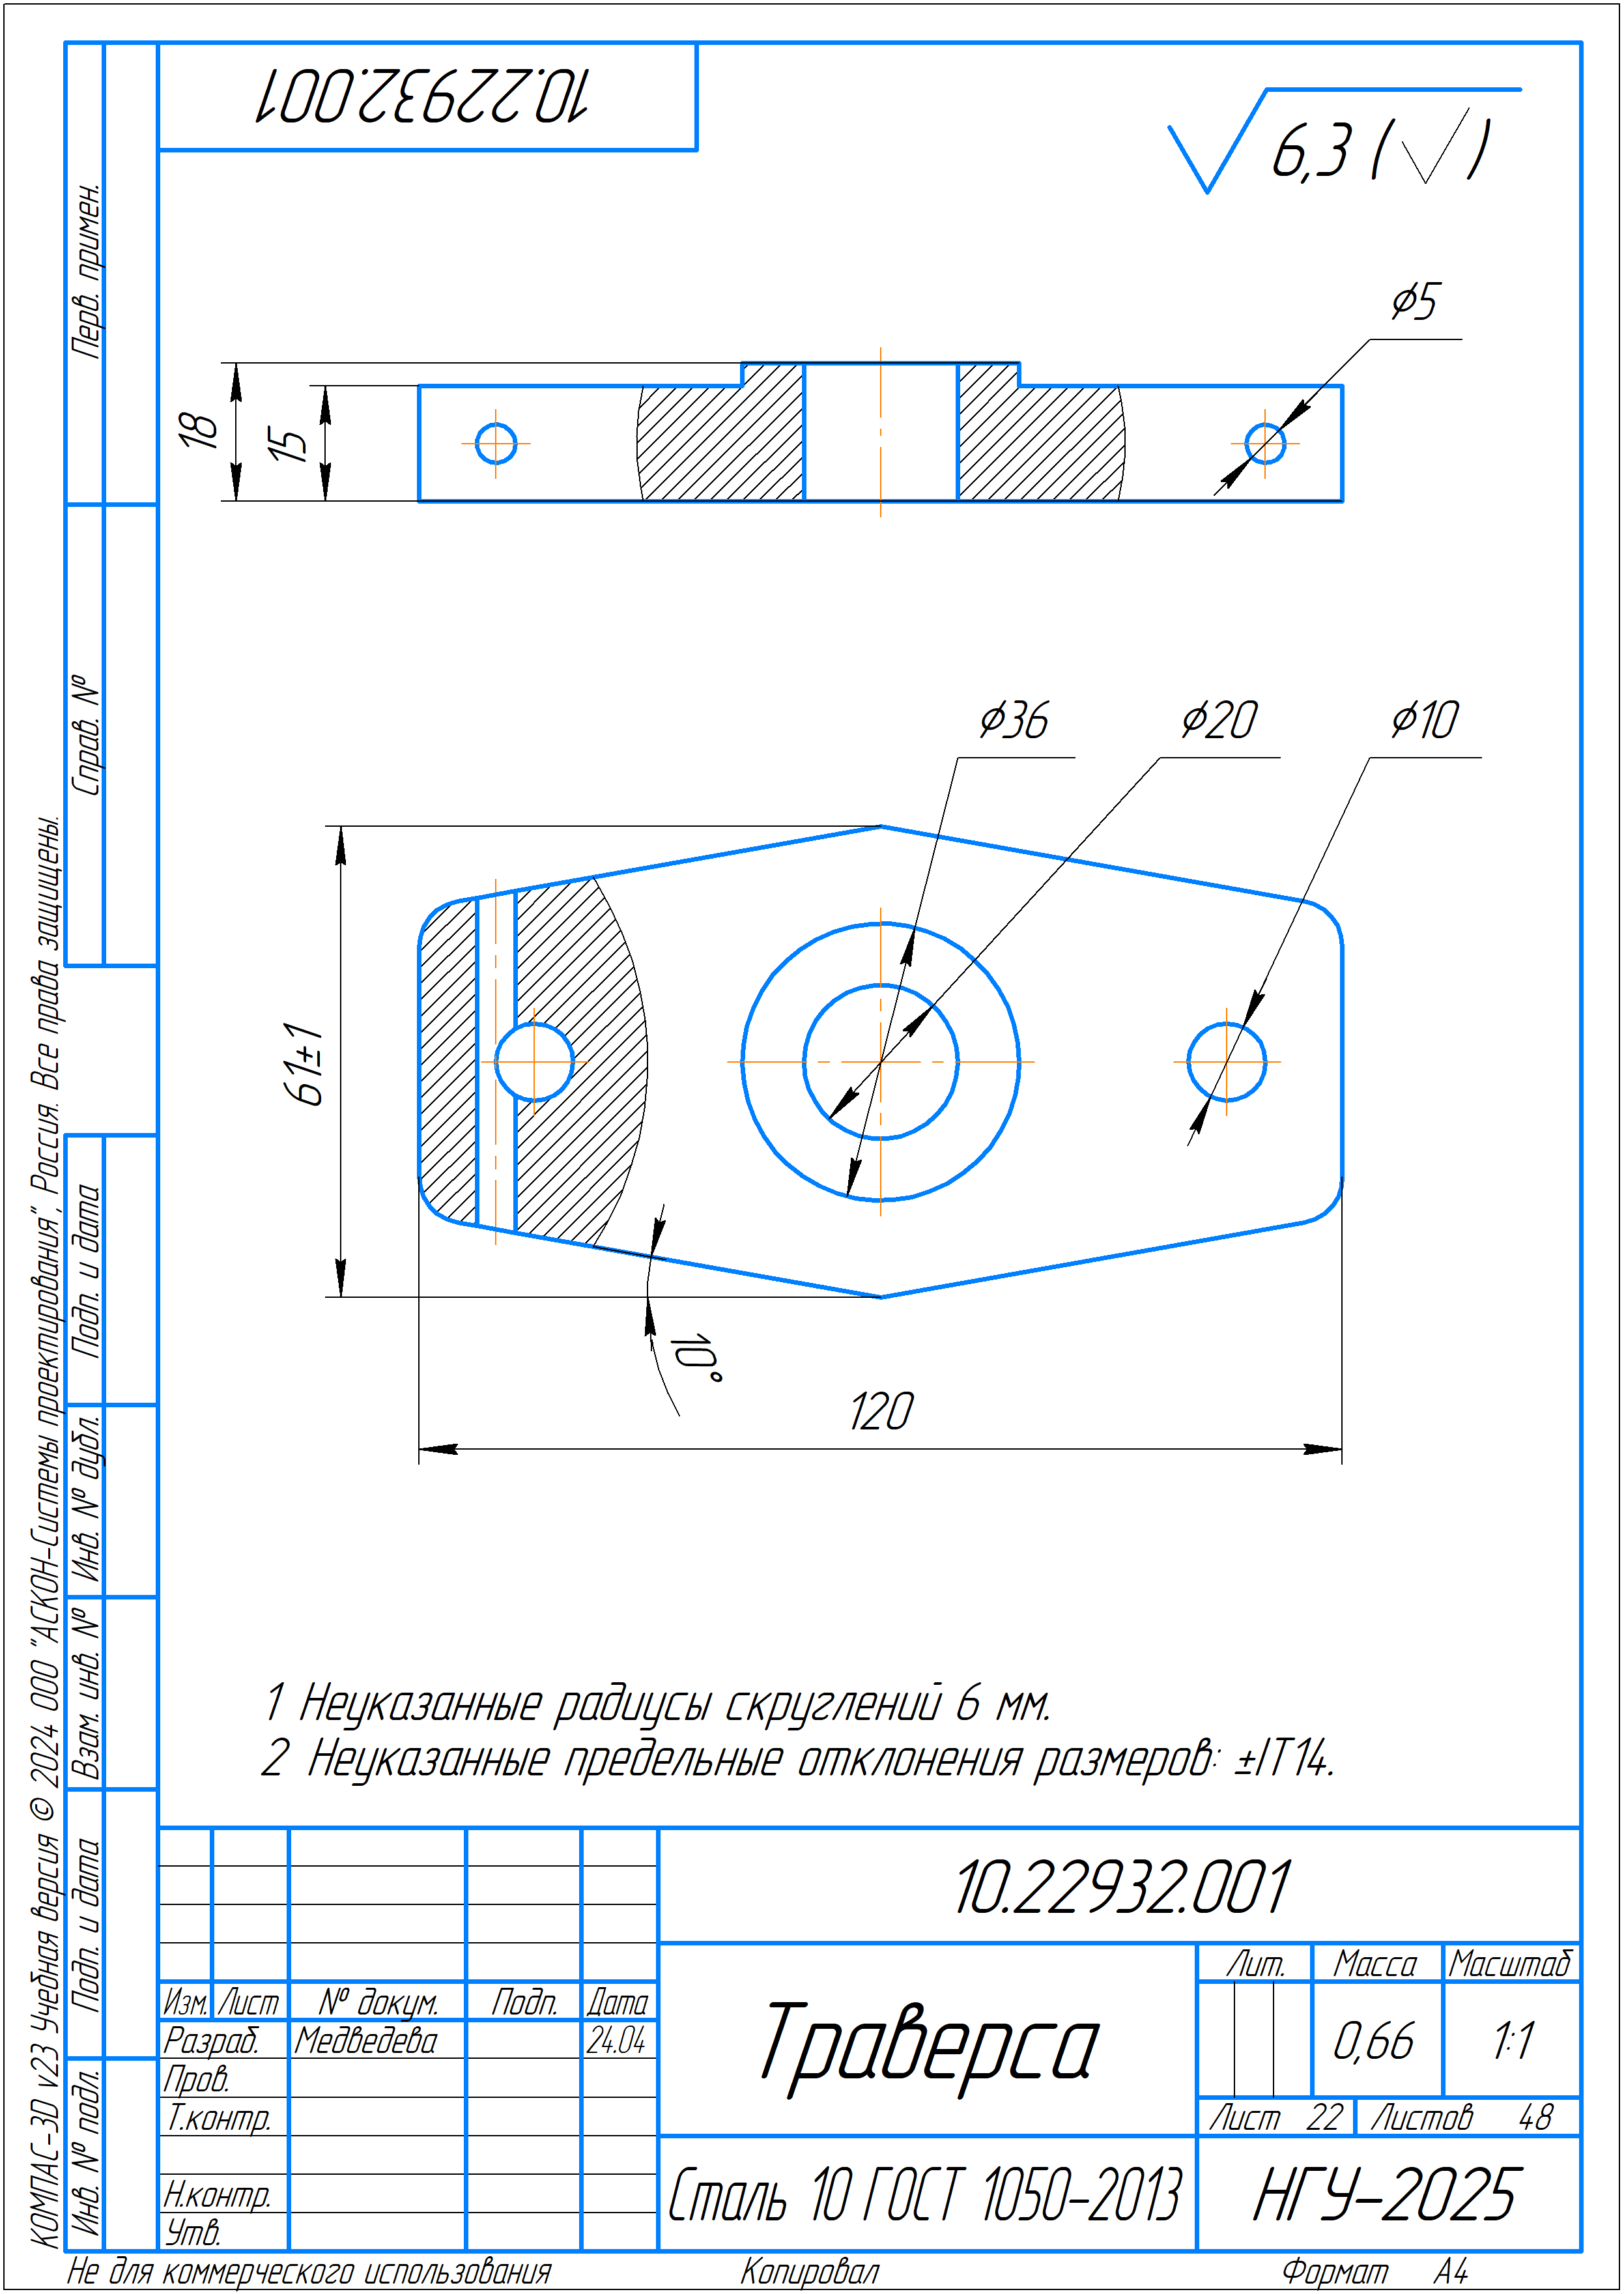 10.22932.001
6,3 (√)
⌀5
18
15
⌀36
⌀20
⌀10
61±1
10°
120
1 Неуказанные радиусы скруглений 6 мм.
2 Неуказанные предельные отклонения размеров: ±IT14.
Перв. примен.
Справ. №
Подп. и дата
Инв. № дубл.
Взам. инв. №
Подп. и дата
Инв. № подл.
КОМПАС-3D v23 Учебная версия © 2024 ООО "АСКОН-Системы проектирования", Россия. Все права защищены.
10.22932.001
Лит. Масса Масштаб
Изм. Лист № докум. Подп. Дата
Разраб. Медведева 24.04
Траверса
0,66 1:1
Пров.
Т.контр.
Лист 22 Листов 48
Н.контр.
Сталь 10 ГОСТ 1050-2013
НГУ-2025
Утв.
Не для коммерческого использования Копировал Формат А4